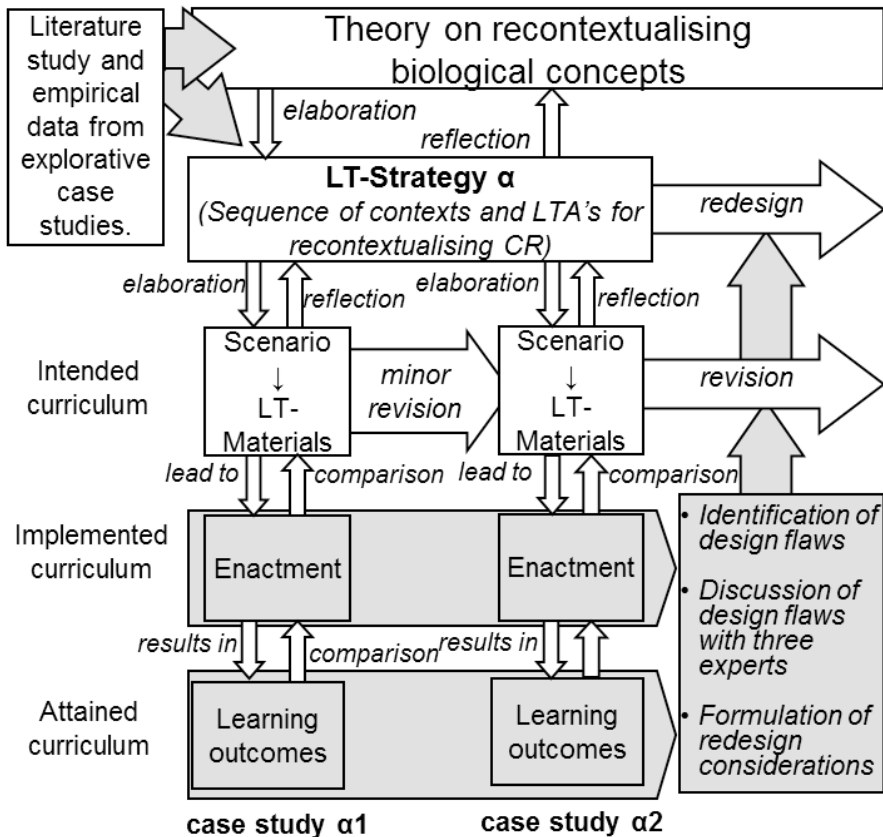 Literature
study and
empirical
data from
explorative
case
studies.
Theory on recontextualising
biological concepts
elaboration
reflection
LT-Strategy α
(Sequence of contexts and LTA's for
recontextualising CR)
redesign
elaboration
reflection
elaboration
reflection
Intended
curriculum
Scenario
↓
LT-
Materials
minor
revision
Scenario
↓
LT-
Materials
revision
lead to
comparison
lead to
comparison
Implemented
curriculum
Enactment
Enactment
• Identification of
design flaws
• Discussion of
design flaws
with three
experts
• Formulation of
redesign
considerations
results in
comparison
results in
Attained
curriculum
Learning
outcomes
Learning
outcomes
case study α1
case study α2